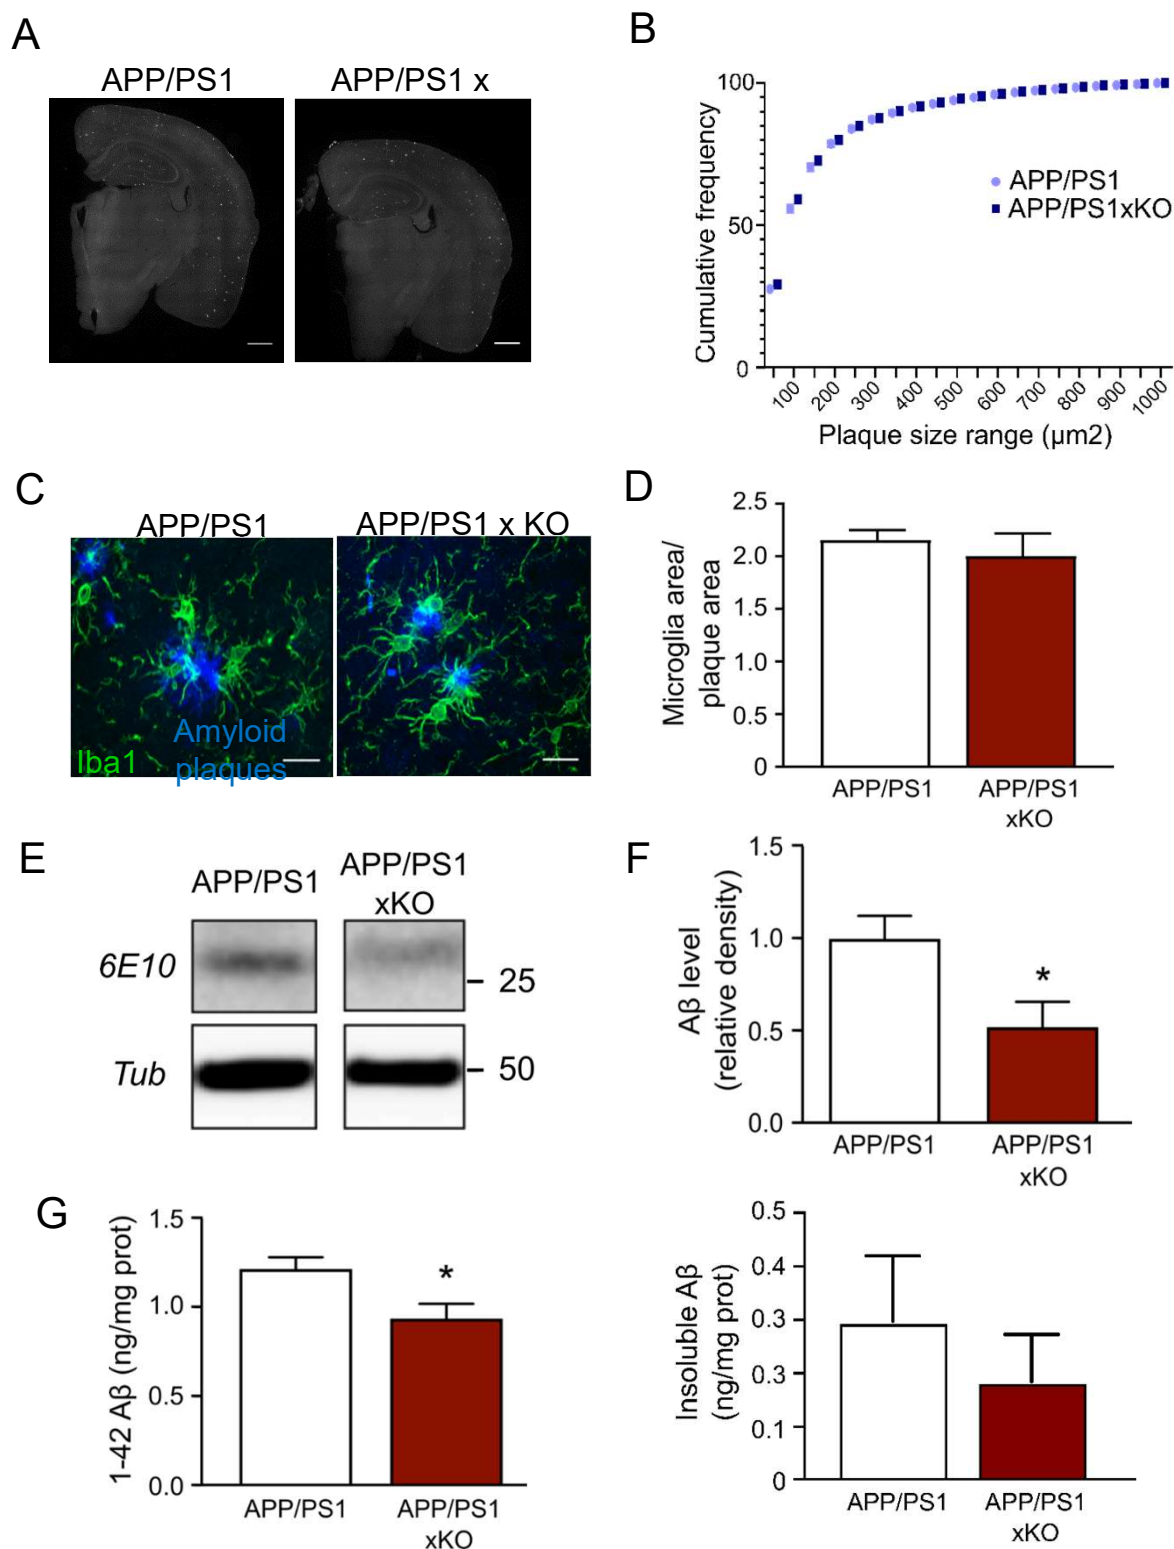 A
APP/PS1
APP/PS1 x
B
Cumulative frequency
100
50
0
APP/PS1
APP/PS1xKO
100
200
300
400
500
600
700
800
900
1000
Plaque size range (µm2)
C
APP/PS1
APP/PS1 x KO
Iba1
Amyloid
plaques
D
Microglia area/
plaque area
2.5
2.0
1.5
1.0
0.5
0
APP/PS1
APP/PS1
xKO
E
APP/PS1
APP/PS1
xKO
6E10
25
Tub
50
F
Aβ level
(relative density)
1.5
1.0
0.5
0.0
*
APP/PS1
APP/PS1
xKO
G
1-42 Aβ (ng/mg prot)
1.5
1.0
0.5
0.0
*
APP/PS1
APP/PS1
xKO
Insoluble Aβ
(ng/mg prot)
0.5
0.4
0.3
0.3
0.1
0
APP/PS1
APP/PS1
xKO